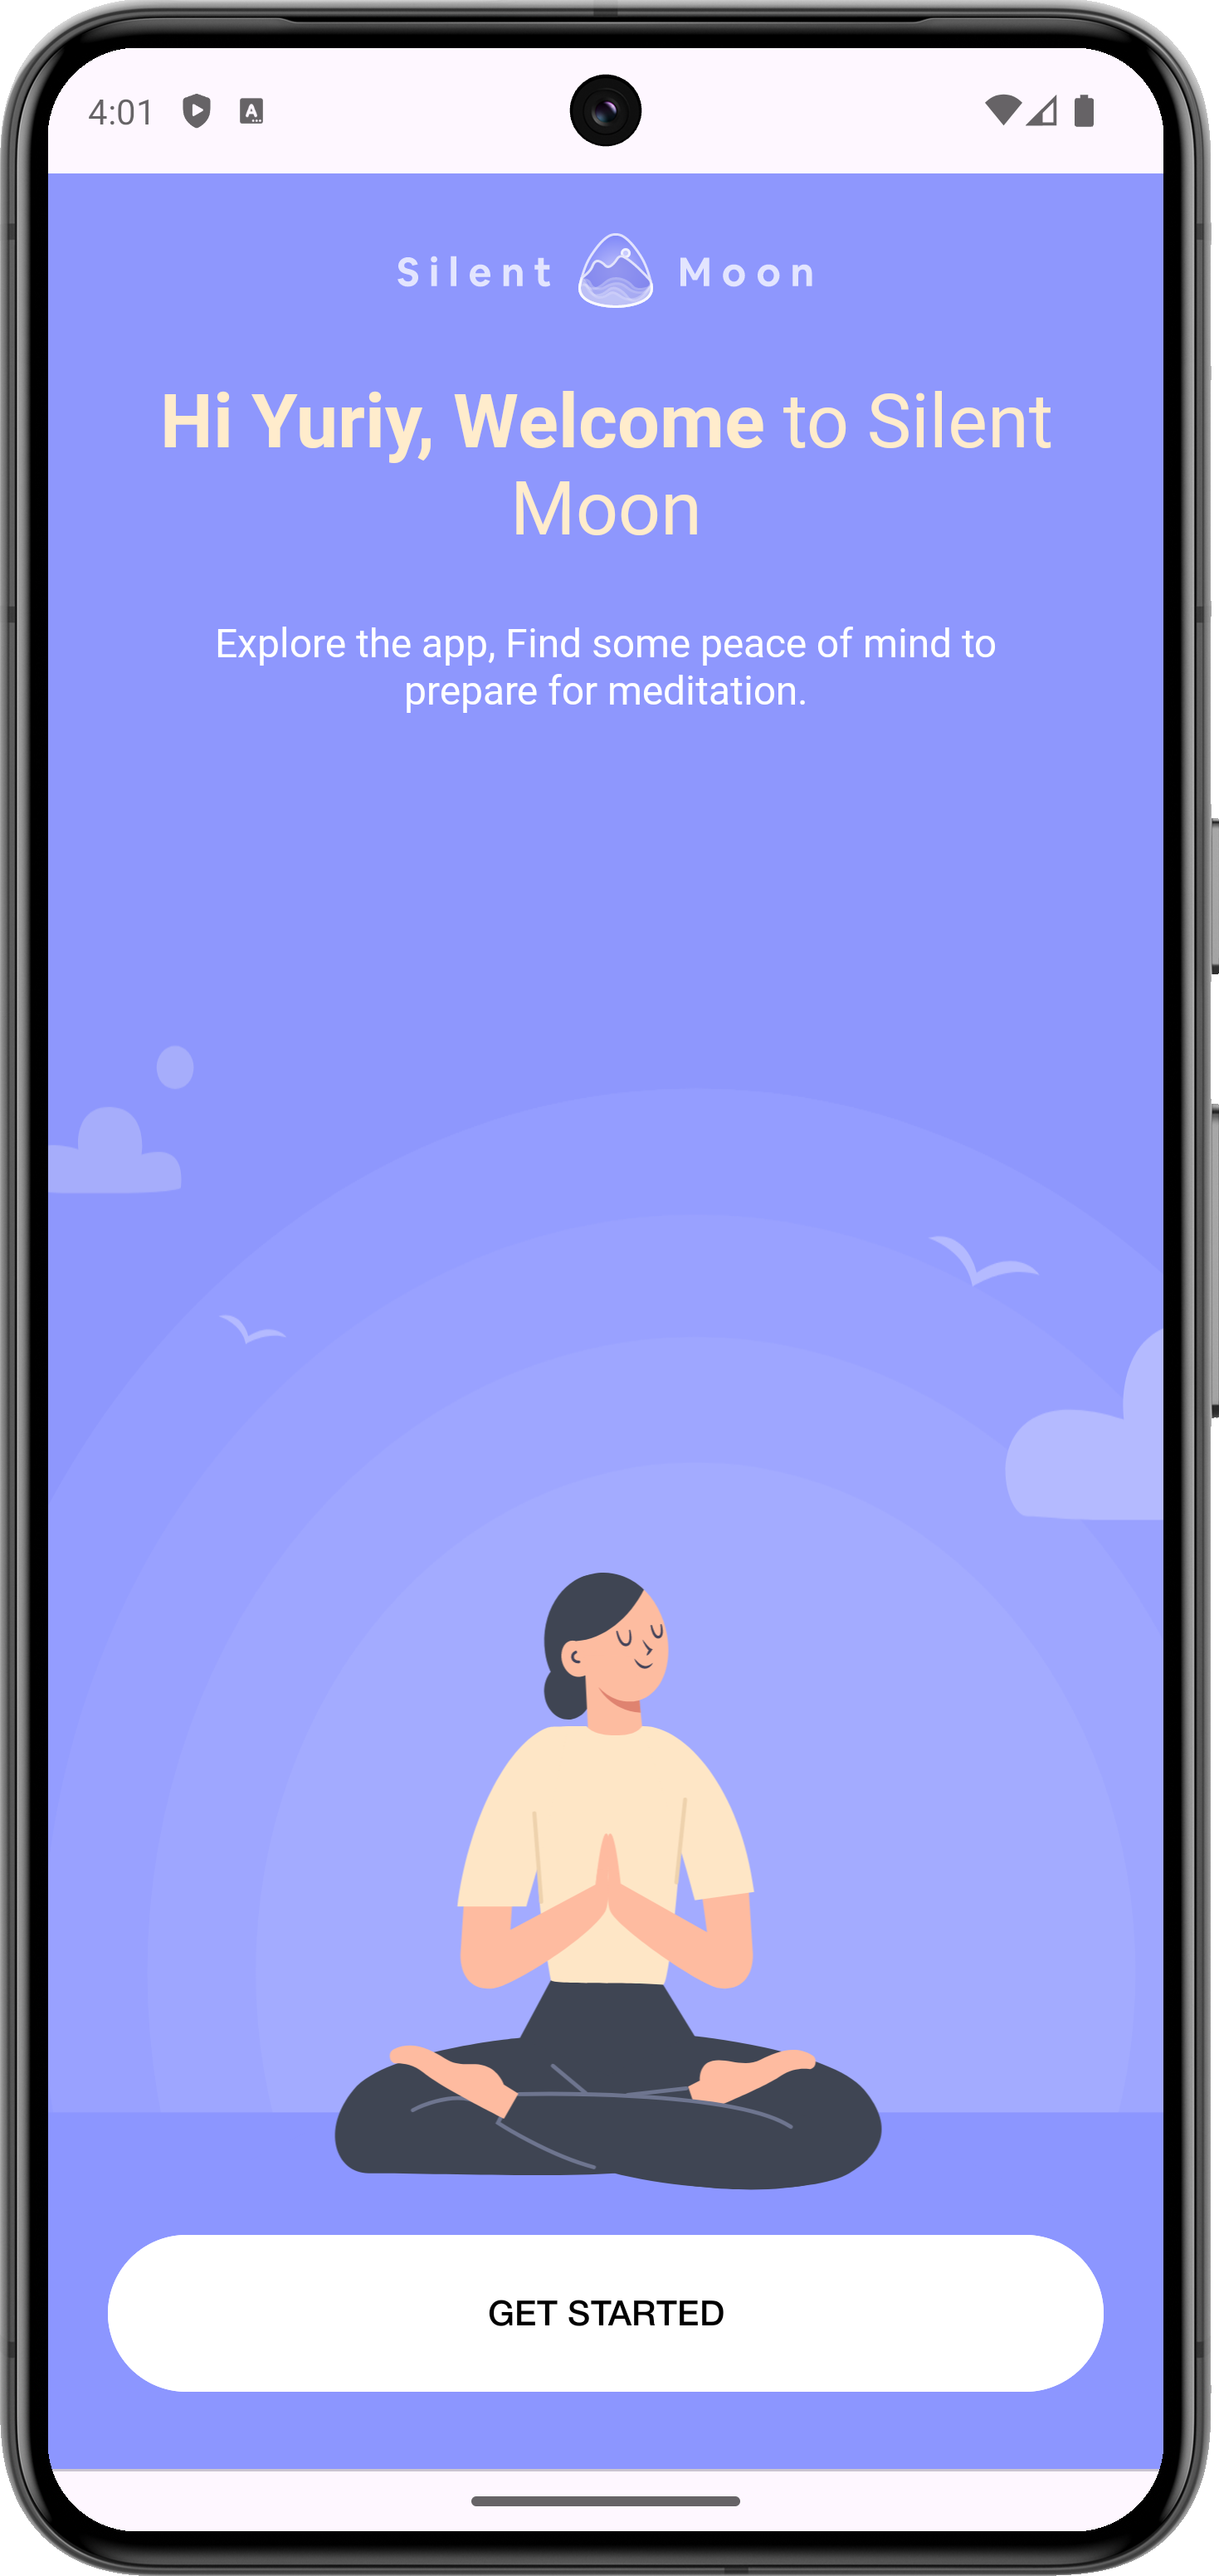 4:01
A
Silent Moon
Hi Yuriy, Welcome to Silent
Moon
Explore the app, Find some peace of mind to
prepare for meditation.
GET STARTED